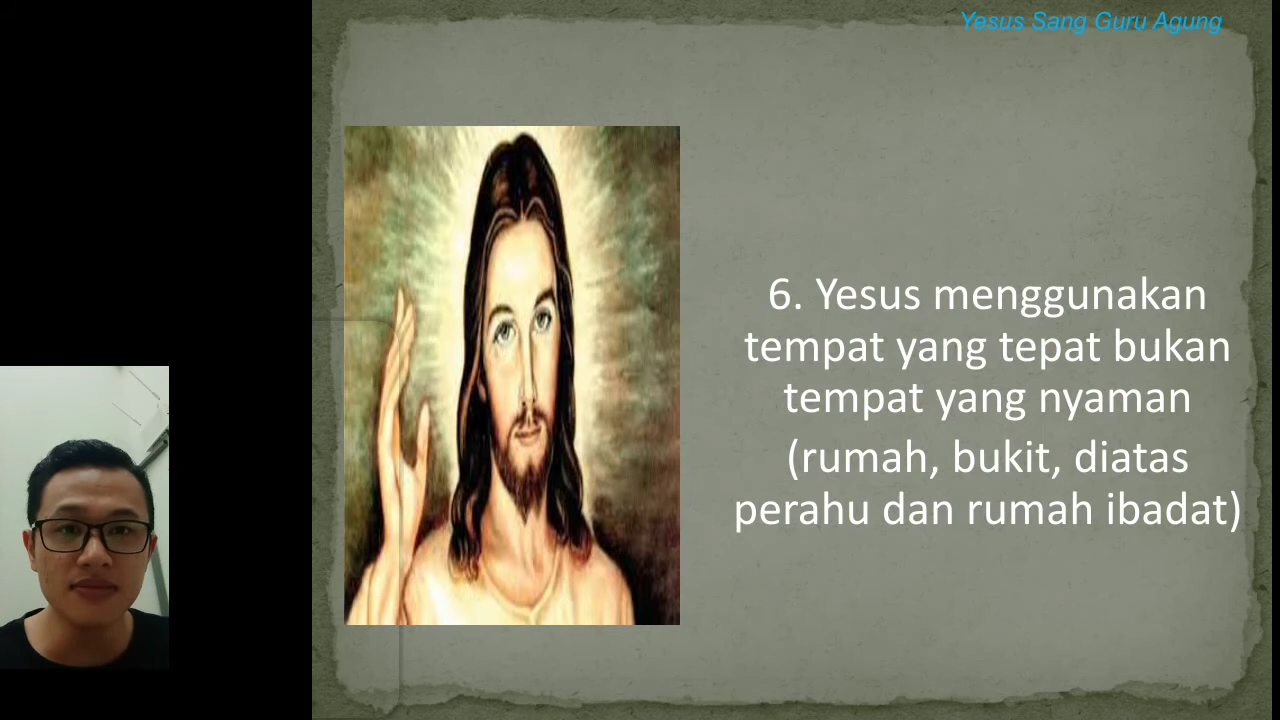 Yesus Sang Guru Agung
6. Yesus menggunakan
tempat yang tepat bukan
tempat yang nyaman
(rumah, bukit, diatas
perahu dan rumah ibadat)